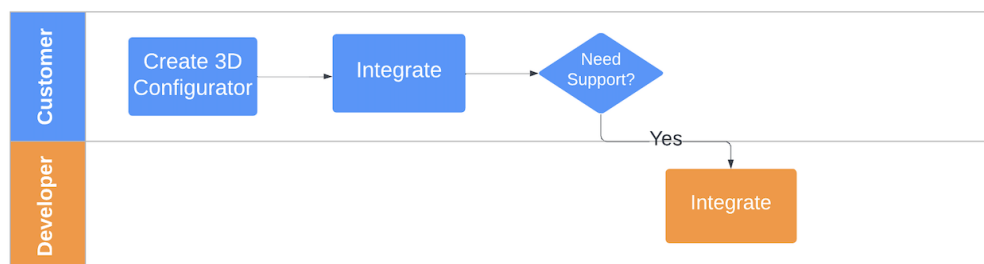 Customer
Create 3D
Configurator
Integrate
Need
Support?
Yes
Developer
Integrate